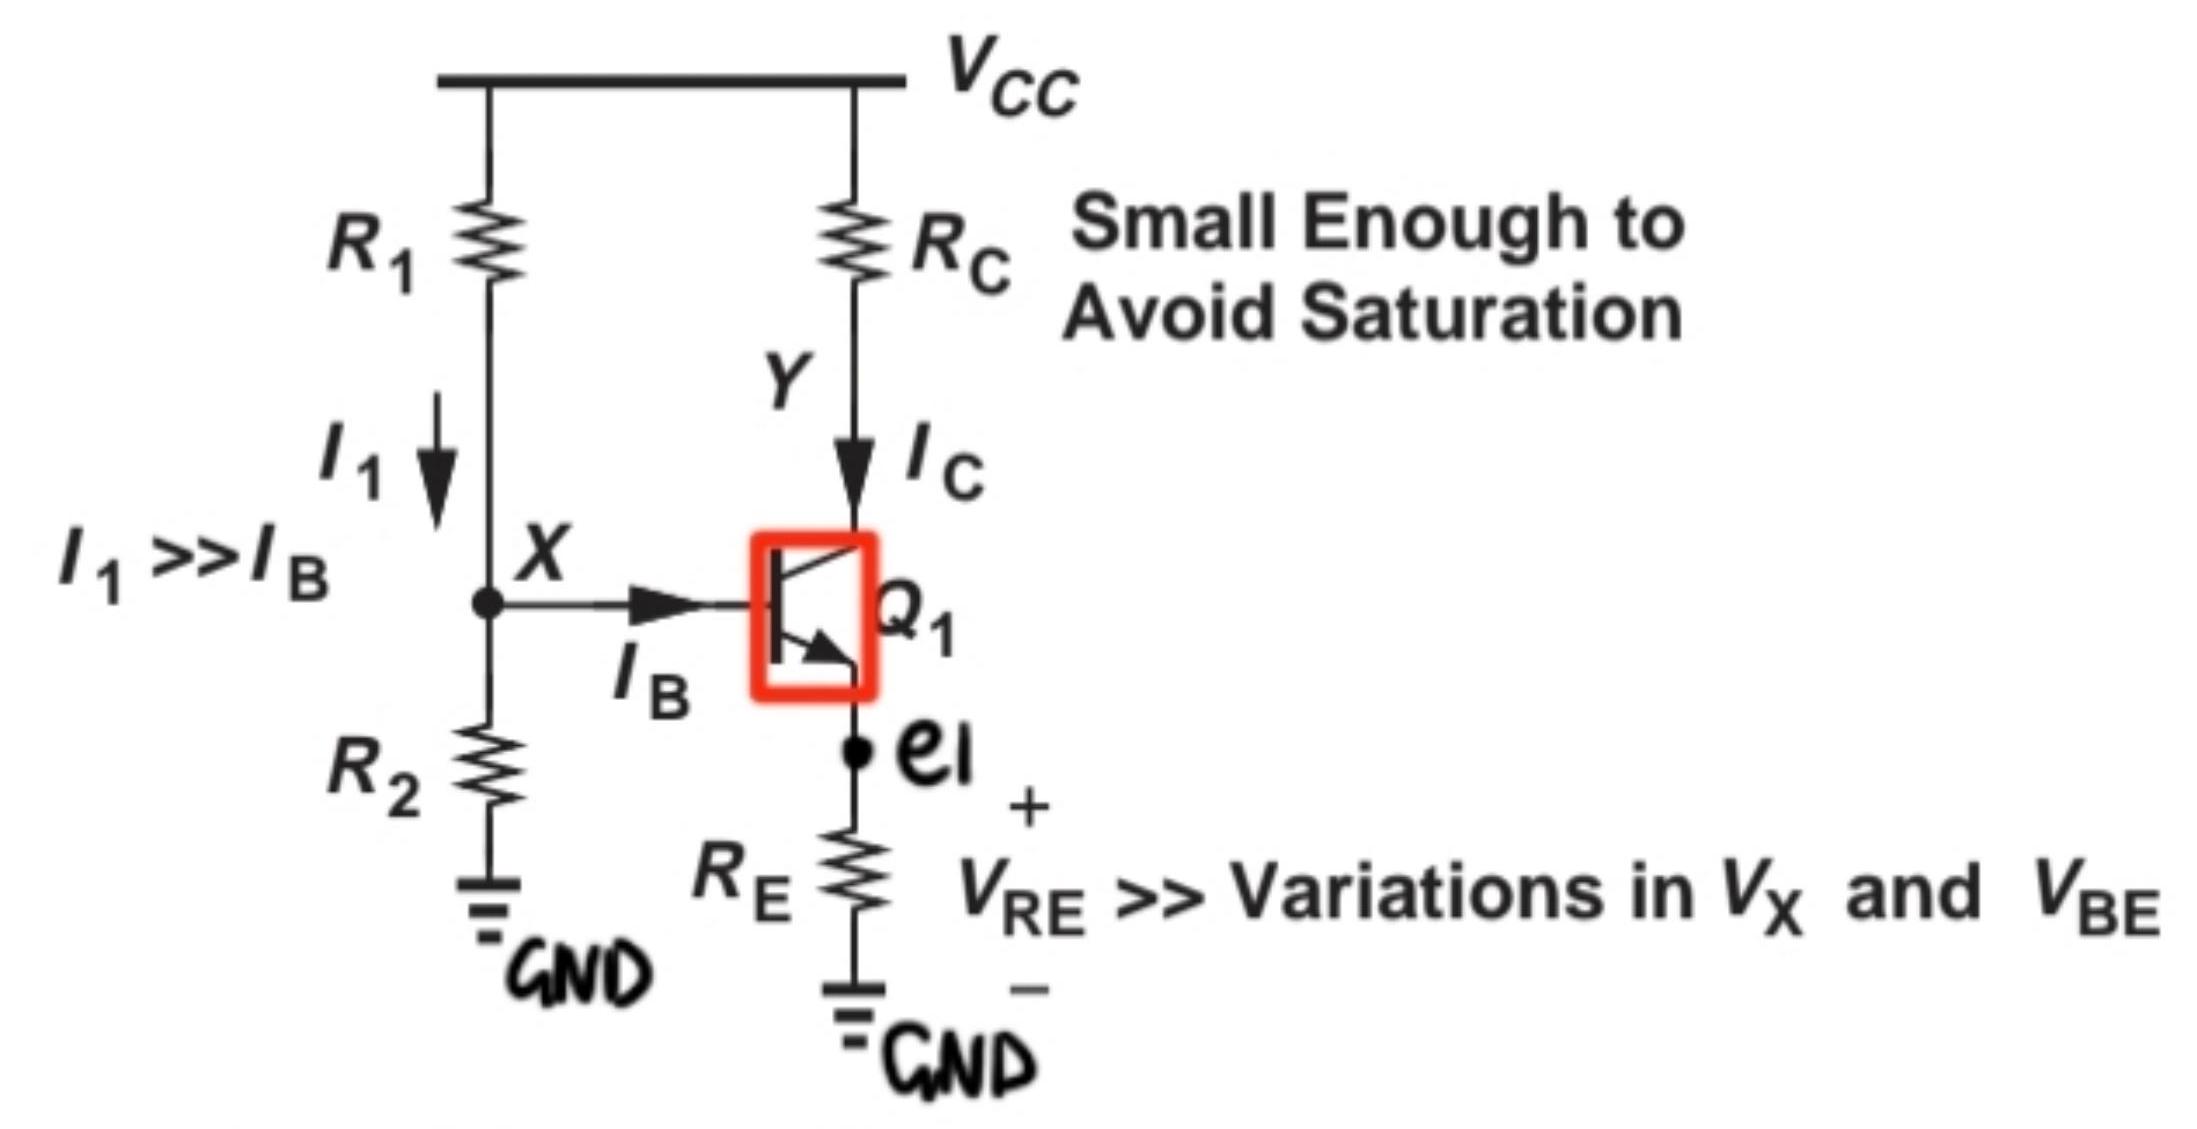 VCC
R1
RC
Small Enough to
Avoid Saturation
Y
I1
IC
I1 >> IB
X
Q1
IB
R2
e1
+
RE
VRE >> Variations in VX and VBE
GND
−
GND